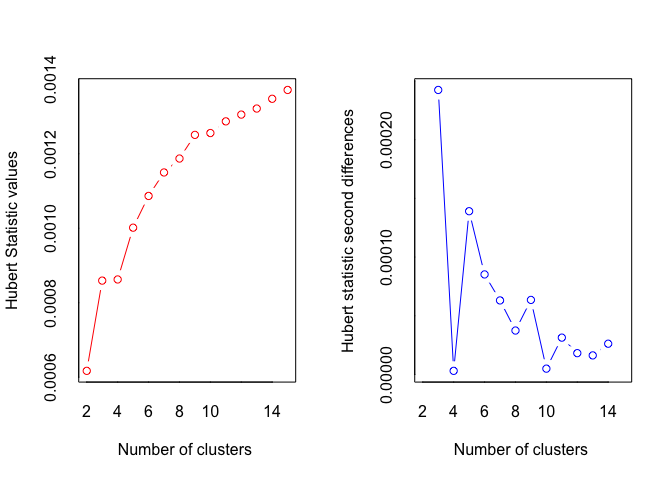 Hubert Statistic values
0.0014
0.0012
0.0010
0.0008
0.0006
2 4 6 8 10 14
Number of clusters
Hubert statistic second differences
0.00020
0.00010
0.00000
2 4 6 8 10 14
Number of clusters